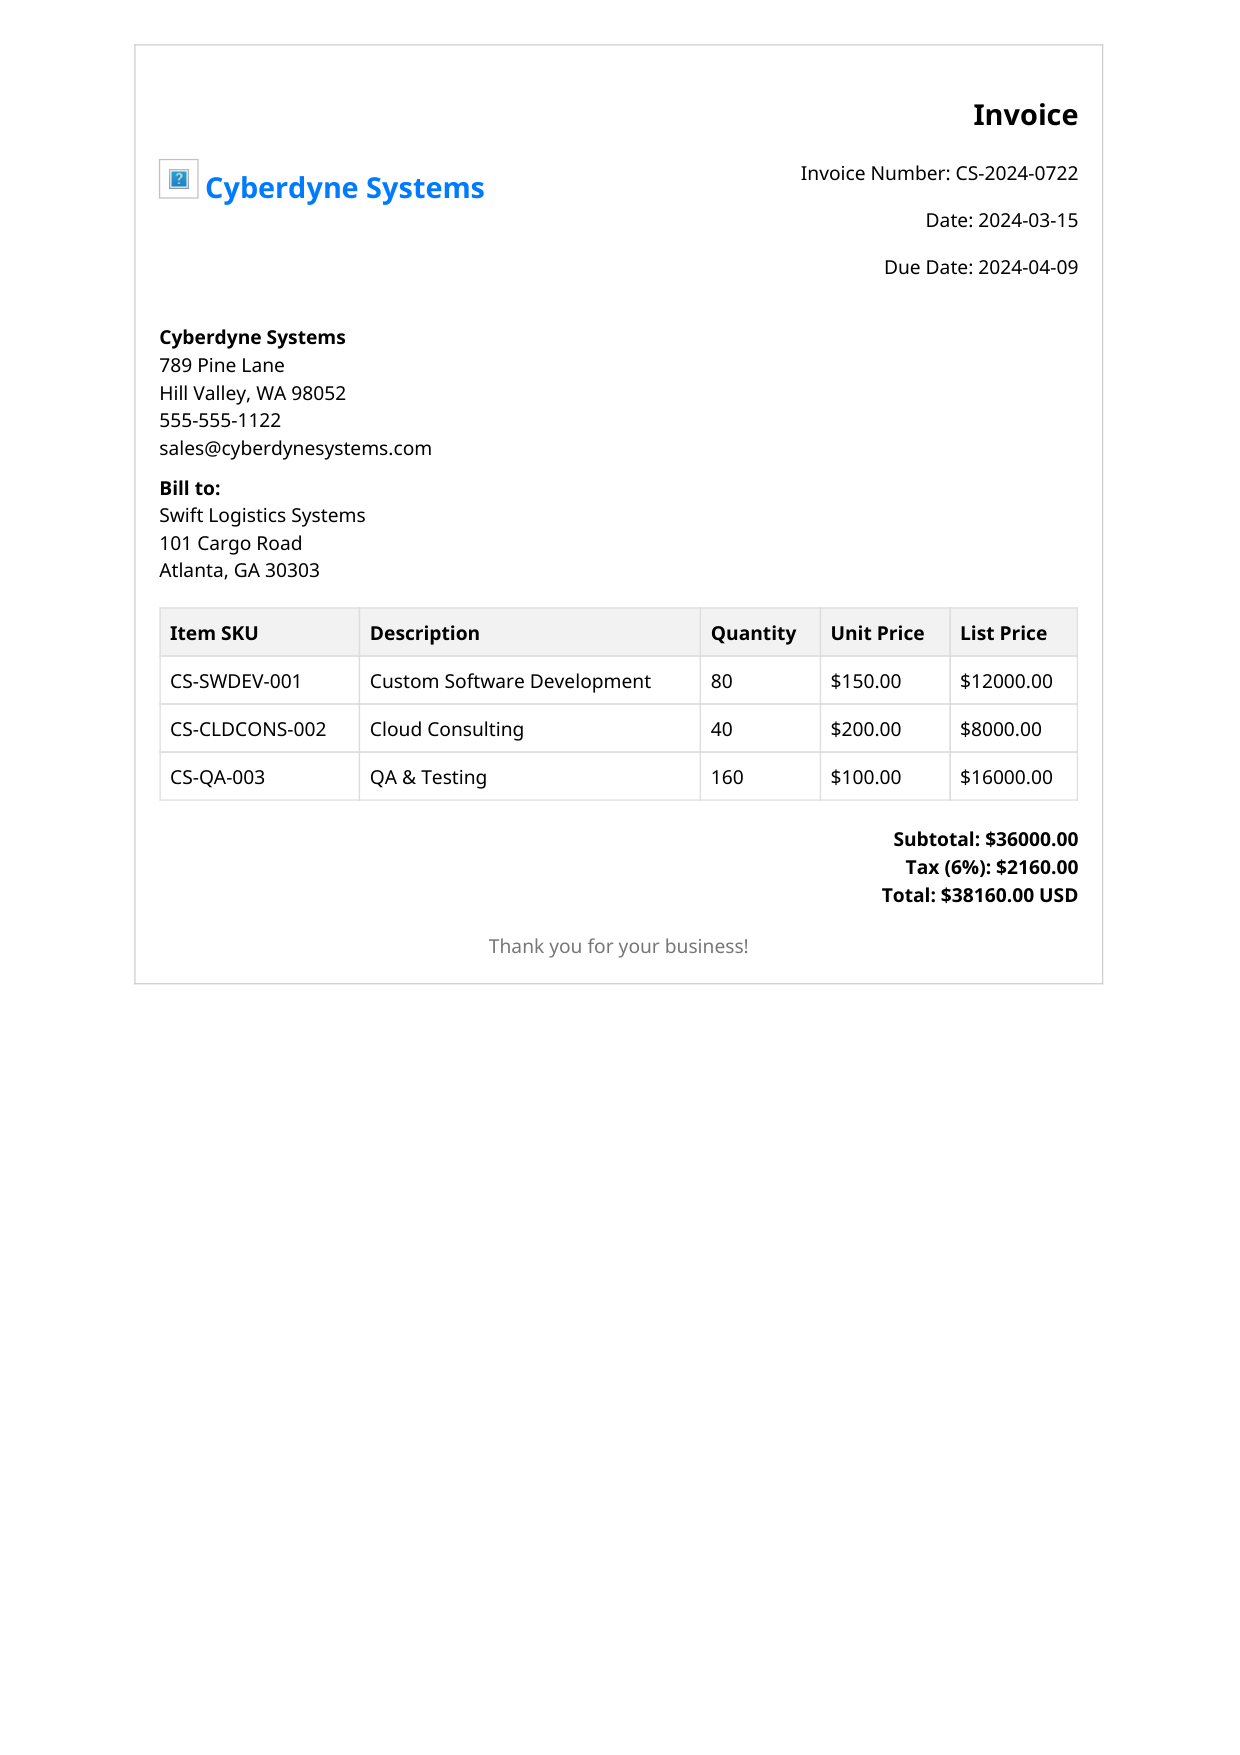 Invoice
Cyberdyne Systems
Invoice Number: CS-2024-0722
Date: 2024-03-15
Due Date: 2024-04-09
Cyberdyne Systems
789 Pine Lane
Hill Valley, WA 98052
555-555-1122
sales@cyberdynesystems.com
Bill to:
Swift Logistics Systems
101 Cargo Road
Atlanta, GA 30303
Item SKU Description Quantity Unit Price List Price
CS-SWDEV-001 Custom Software Development 80 $150.00 $12000.00
CS-CLDCONS-002 Cloud Consulting 40 $200.00 $8000.00
CS-QA-003 QA & Testing 160 $100.00 $16000.00
Subtotal: $36000.00
Tax (6%): $2160.00
Total: $38160.00 USD
Thank you for your business!